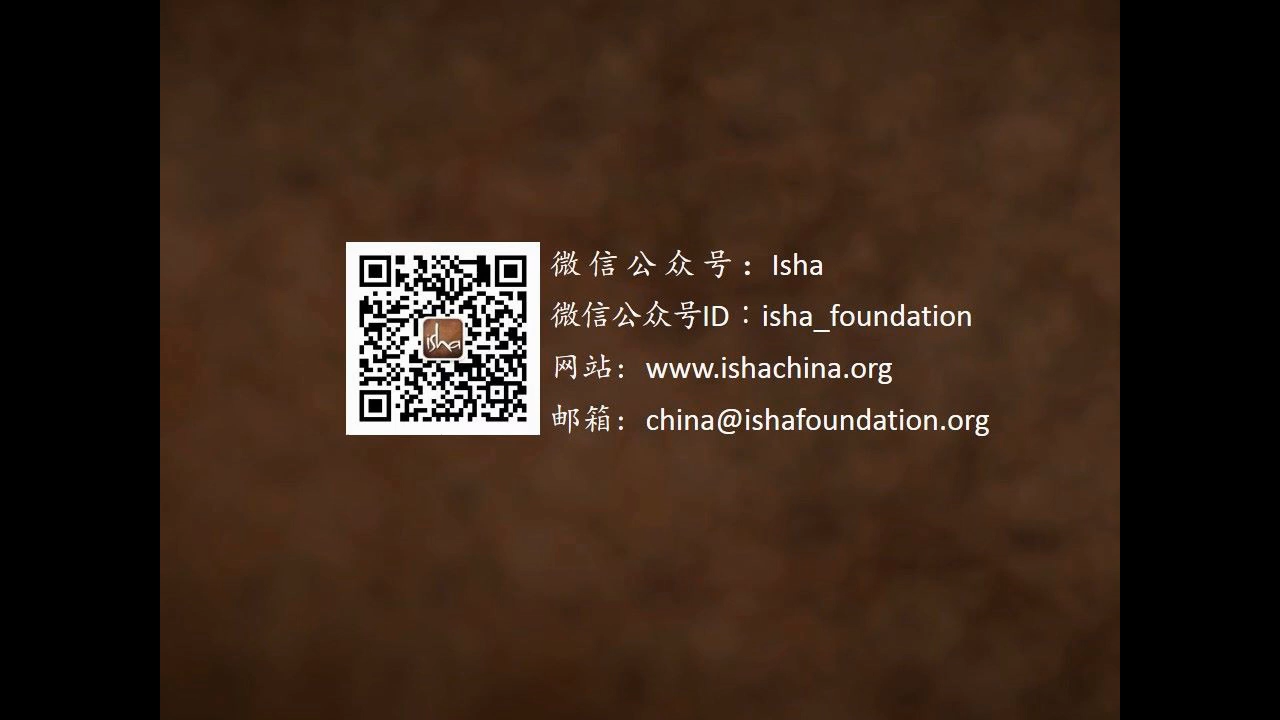 微信公众号：Isha
微信公众号ID：isha_foundation
网站：www.ishachina.org
邮箱：china@ishafoundation.org
isha